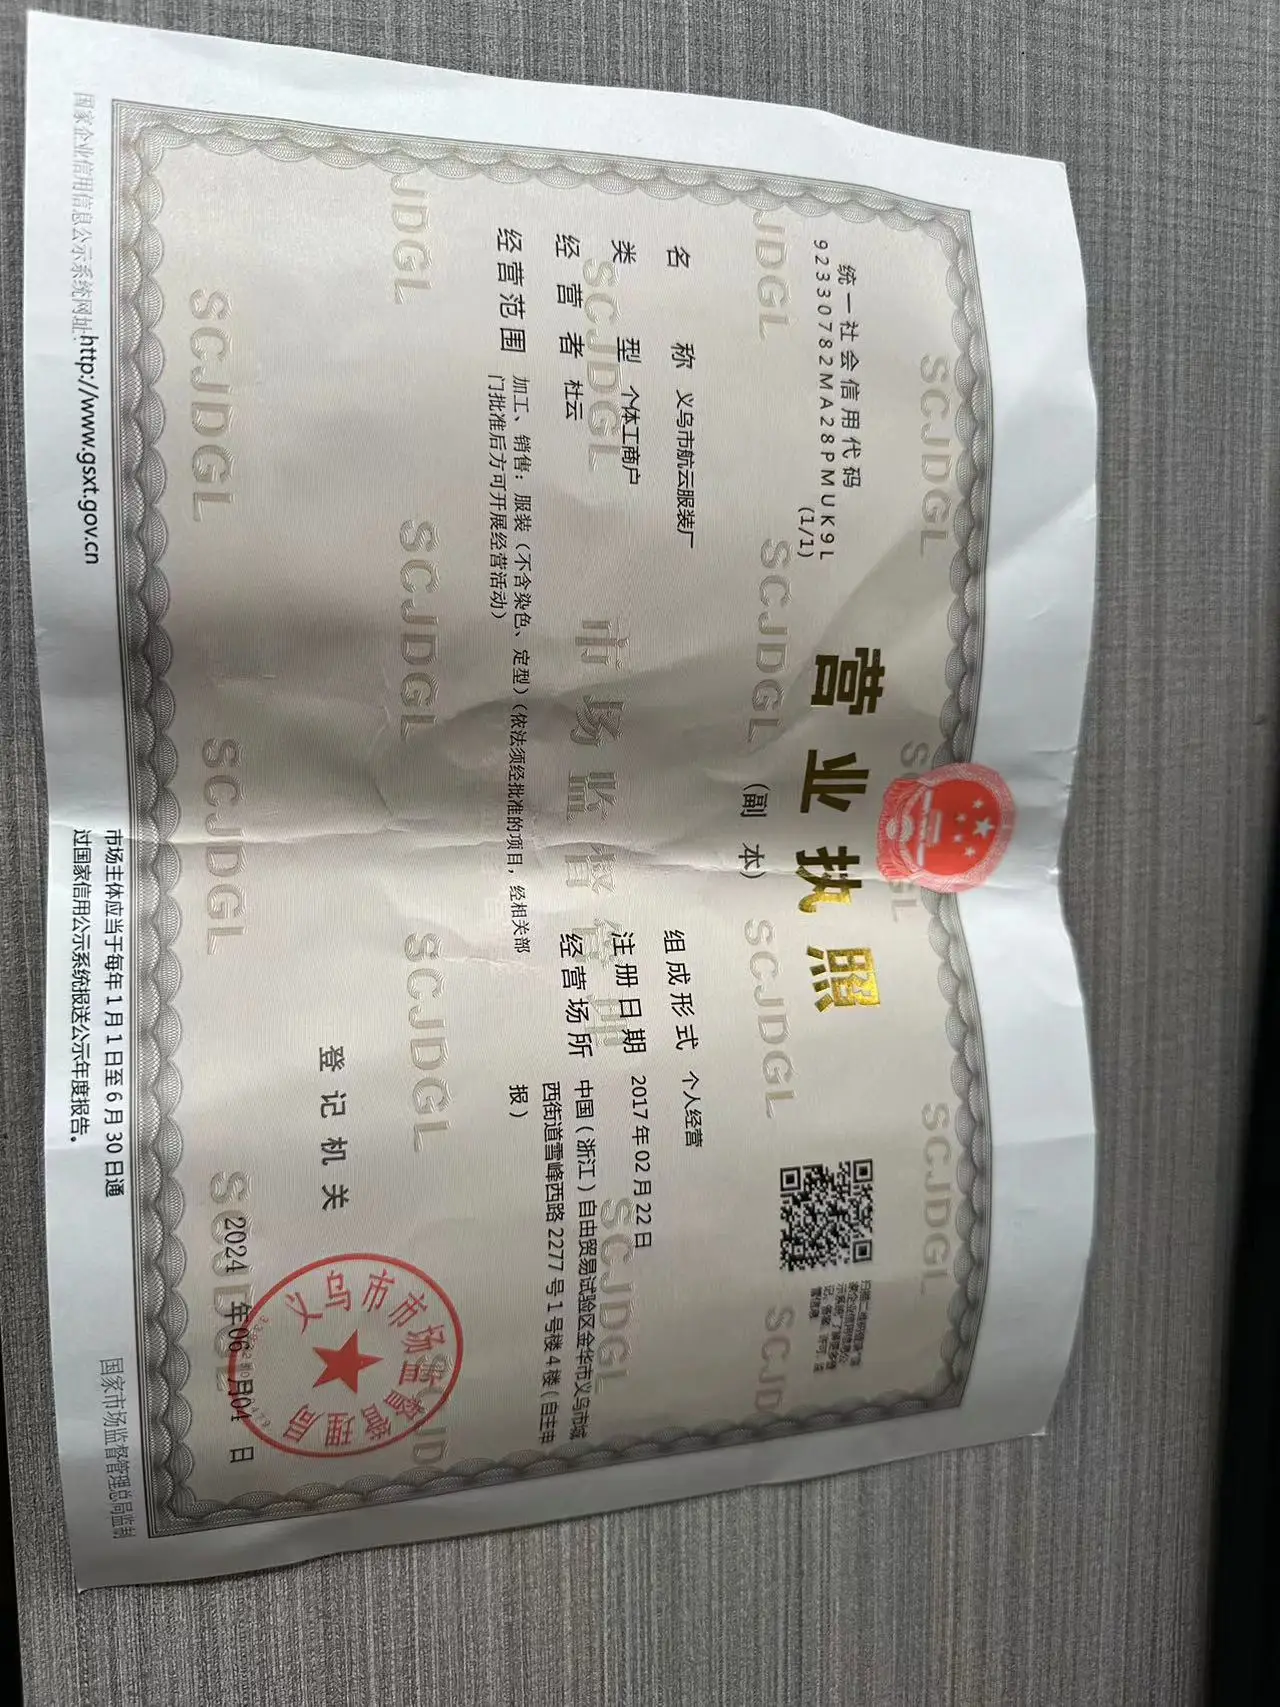 统一社会信用代码
92330782MA28PMUK9L
(1/1)
营业执照
（副 本）
名 称 义乌市航云服装厂
类 型 个体工商户
经 营 者 杜云
经营范围 加工、销售：服装（不含染色、定型）（依法须经批准的项目，经相关部
门批准后方可开展经营活动）
组成形式 个人经营
注册日期 2017年02月22日
经营场所 中国（浙江）自由贸易试验区金华市义乌市城
西街道雪峰西路2277号1号楼4楼（自主申
报）
登记机关
2024 年06 月04 日
义乌市市场监督管理局
市场监督管理
SCJDGL
国家企业信用信息公示系统网址:http://www.gsxt.gov.cn
市场主体应当于每年1月1日至6月30日通
过国家信用公示系统报送公示年度报告。
国家市场监督管理总局监制